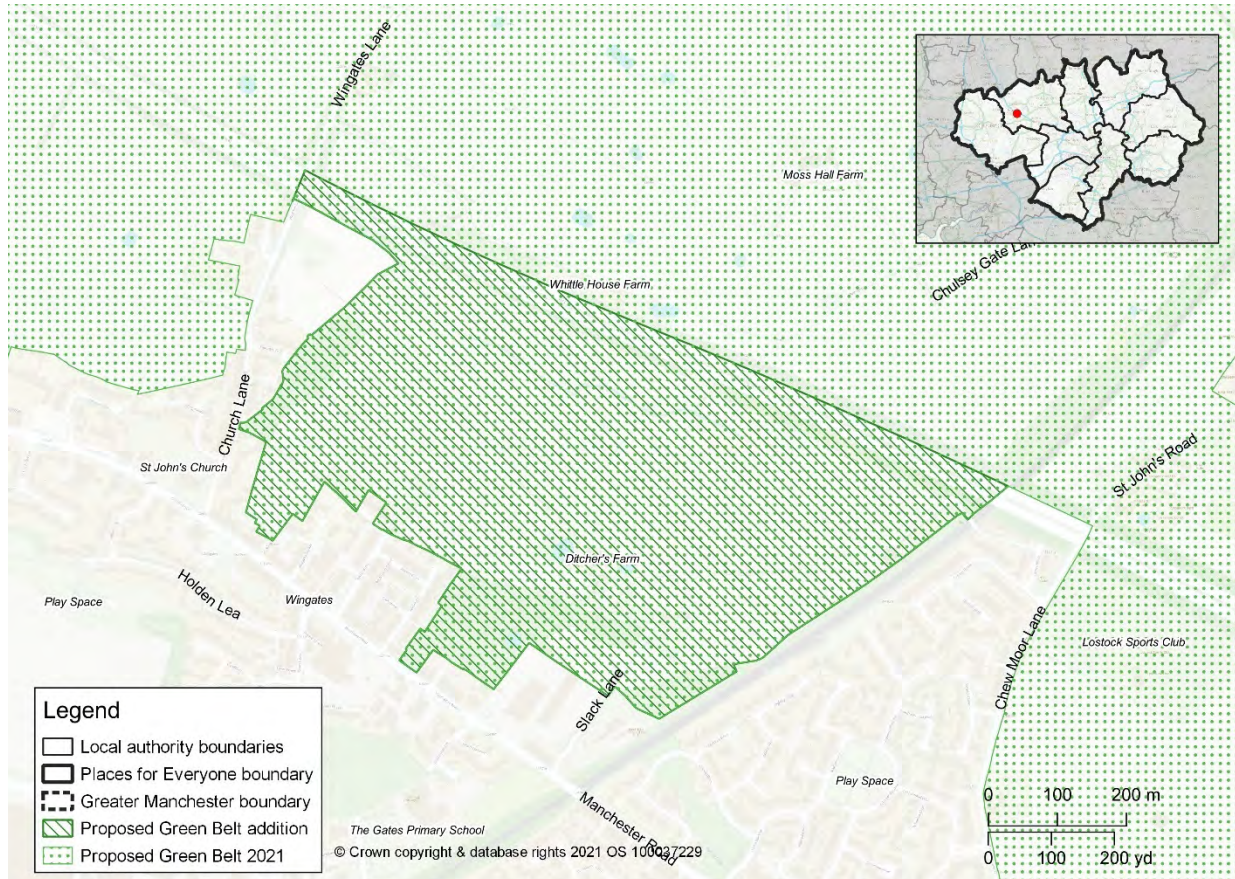 Wingates Lane
Moss Hall Farm
Chulsey Gate Lan
Whittle House Farm
Church Lane
St John's Road
St John's Church
Ditcher's Farm
Holden Lea
Wingates
Play Space
Chew Moor Lane
Lostock Sports Club
Slack Lane
Play Space
Manchester Road
The Gates Primary School
© Crown copyright & database rights 2021 OS 100037229
Legend
Local authority boundaries
Places for Everyone boundary
Greater Manchester boundary
Proposed Green Belt addition
Proposed Green Belt 2021
0 100 200 m
0 100 200 yd